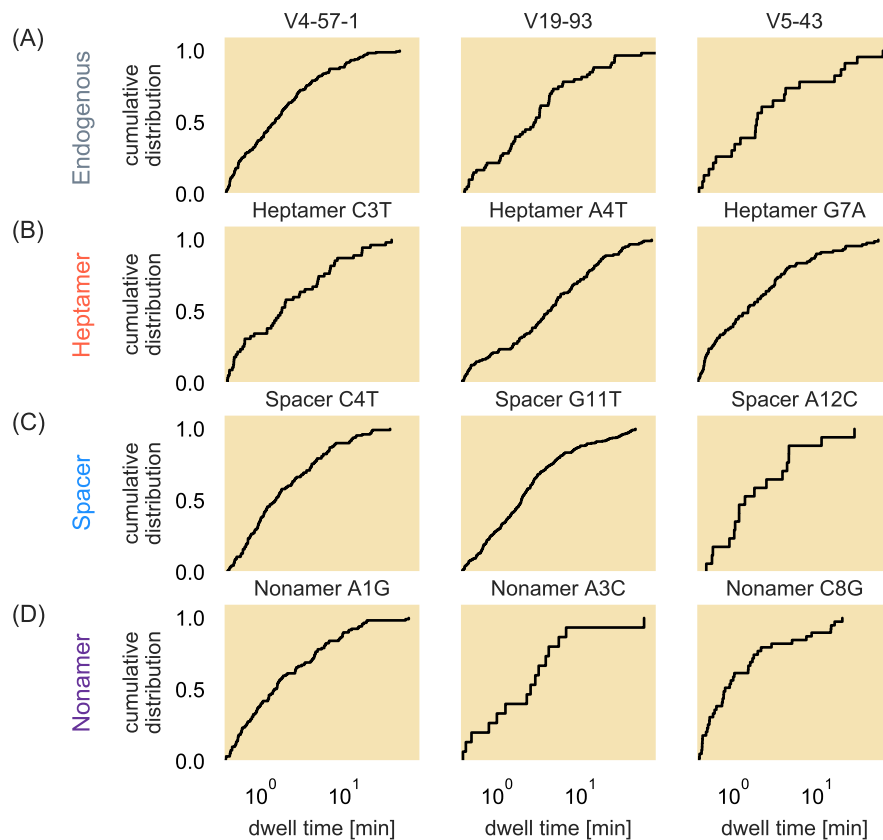 (A)
Endogenous
cumulative
distribution
V4-57-1
V19-93
V5-43
1.0
0.5
0.0
(B)
Heptamer
cumulative
distribution
Heptamer C3T
Heptamer A4T
Heptamer G7A
1.0
0.5
0.0
(C)
Spacer
cumulative
distribution
Spacer C4T
Spacer G11T
Spacer A12C
1.0
0.5
0.0
(D)
Nonamer
cumulative
distribution
Nonamer A1G
Nonamer A3C
Nonamer C8G
1.0
0.5
0.0
10⁰ 10¹
10⁰ 10¹
10⁰ 10¹
dwell time [min]
dwell time [min]
dwell time [min]